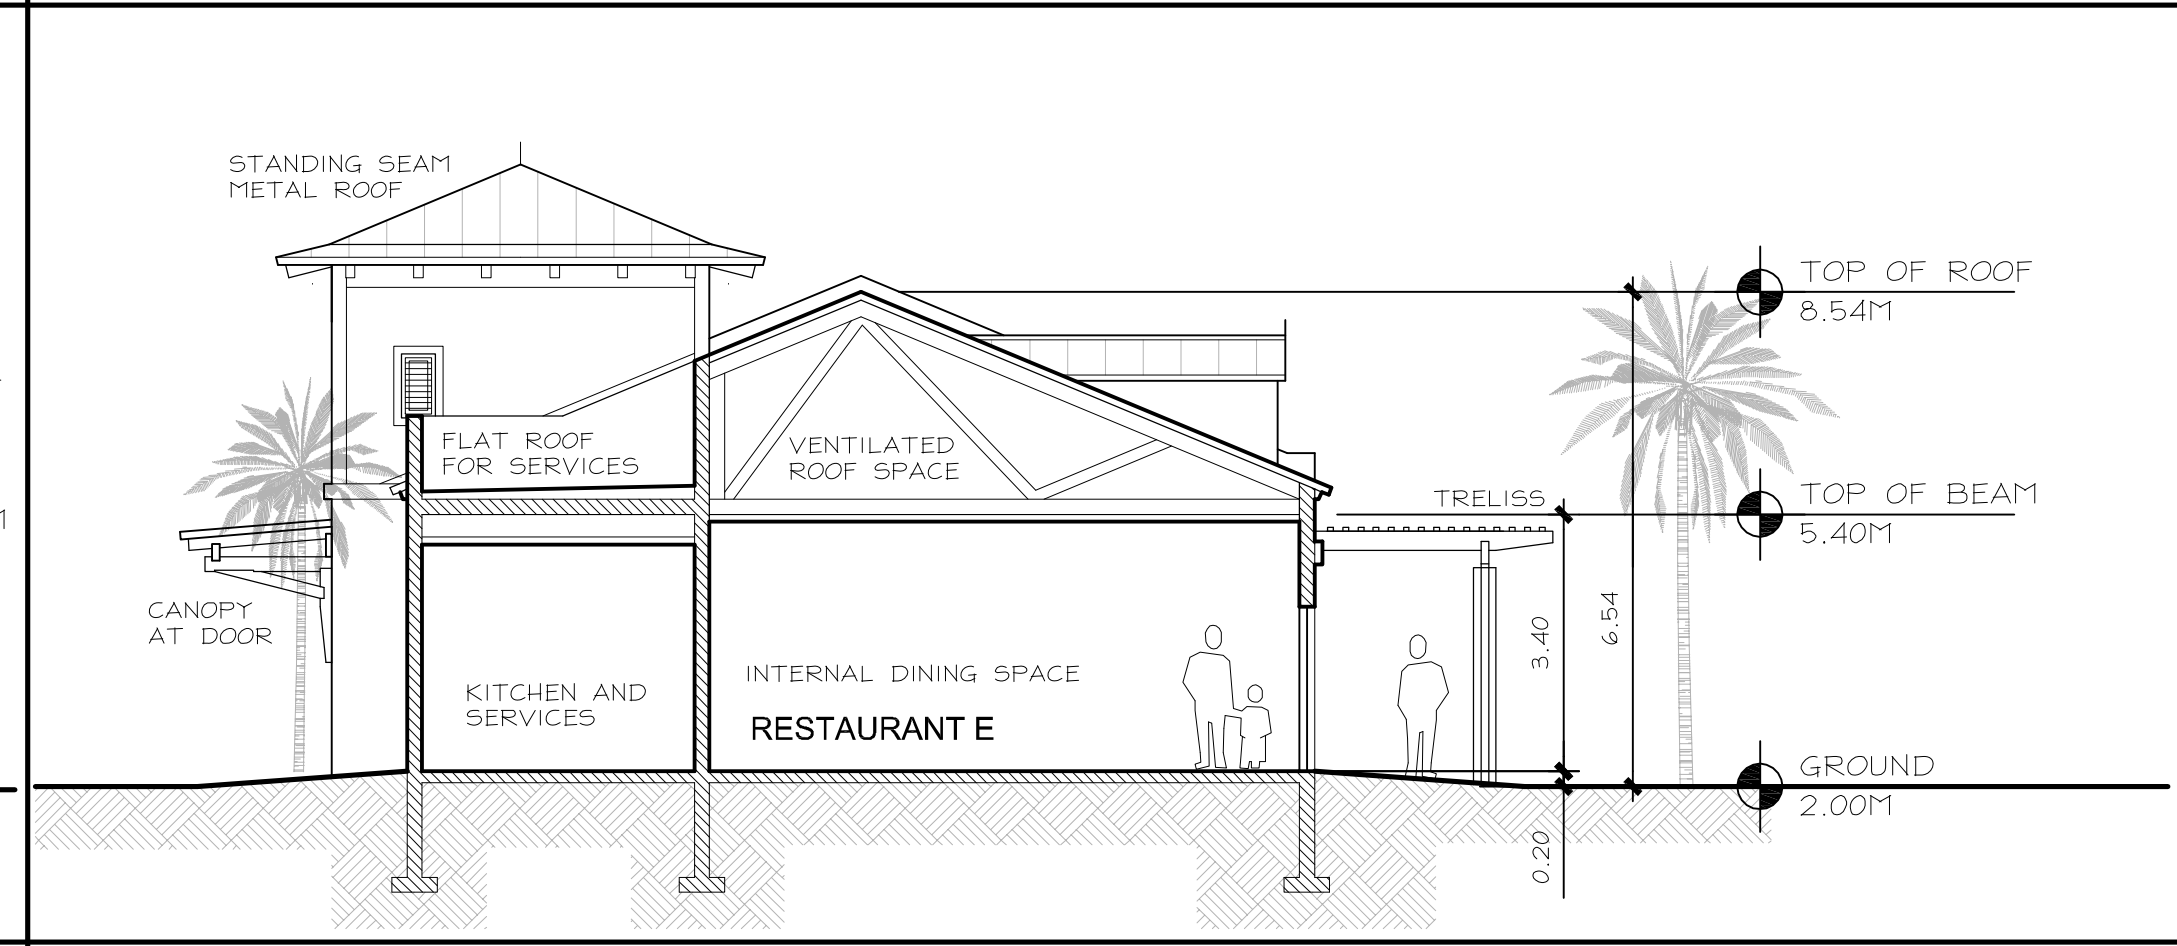 STANDING SEAM
METAL ROOF
TOP OF ROOF
8.54M
FLAT ROOF
FOR SERVICES
VENTILATED
ROOF SPACE
TRELISS
TOP OF BEAM
5.40M
CANOPY
AT DOOR
3.40
6.54
KITCHEN AND
SERVICES
INTERNAL DINING SPACE
RESTAURANT E
GROUND
2.00M
0.20